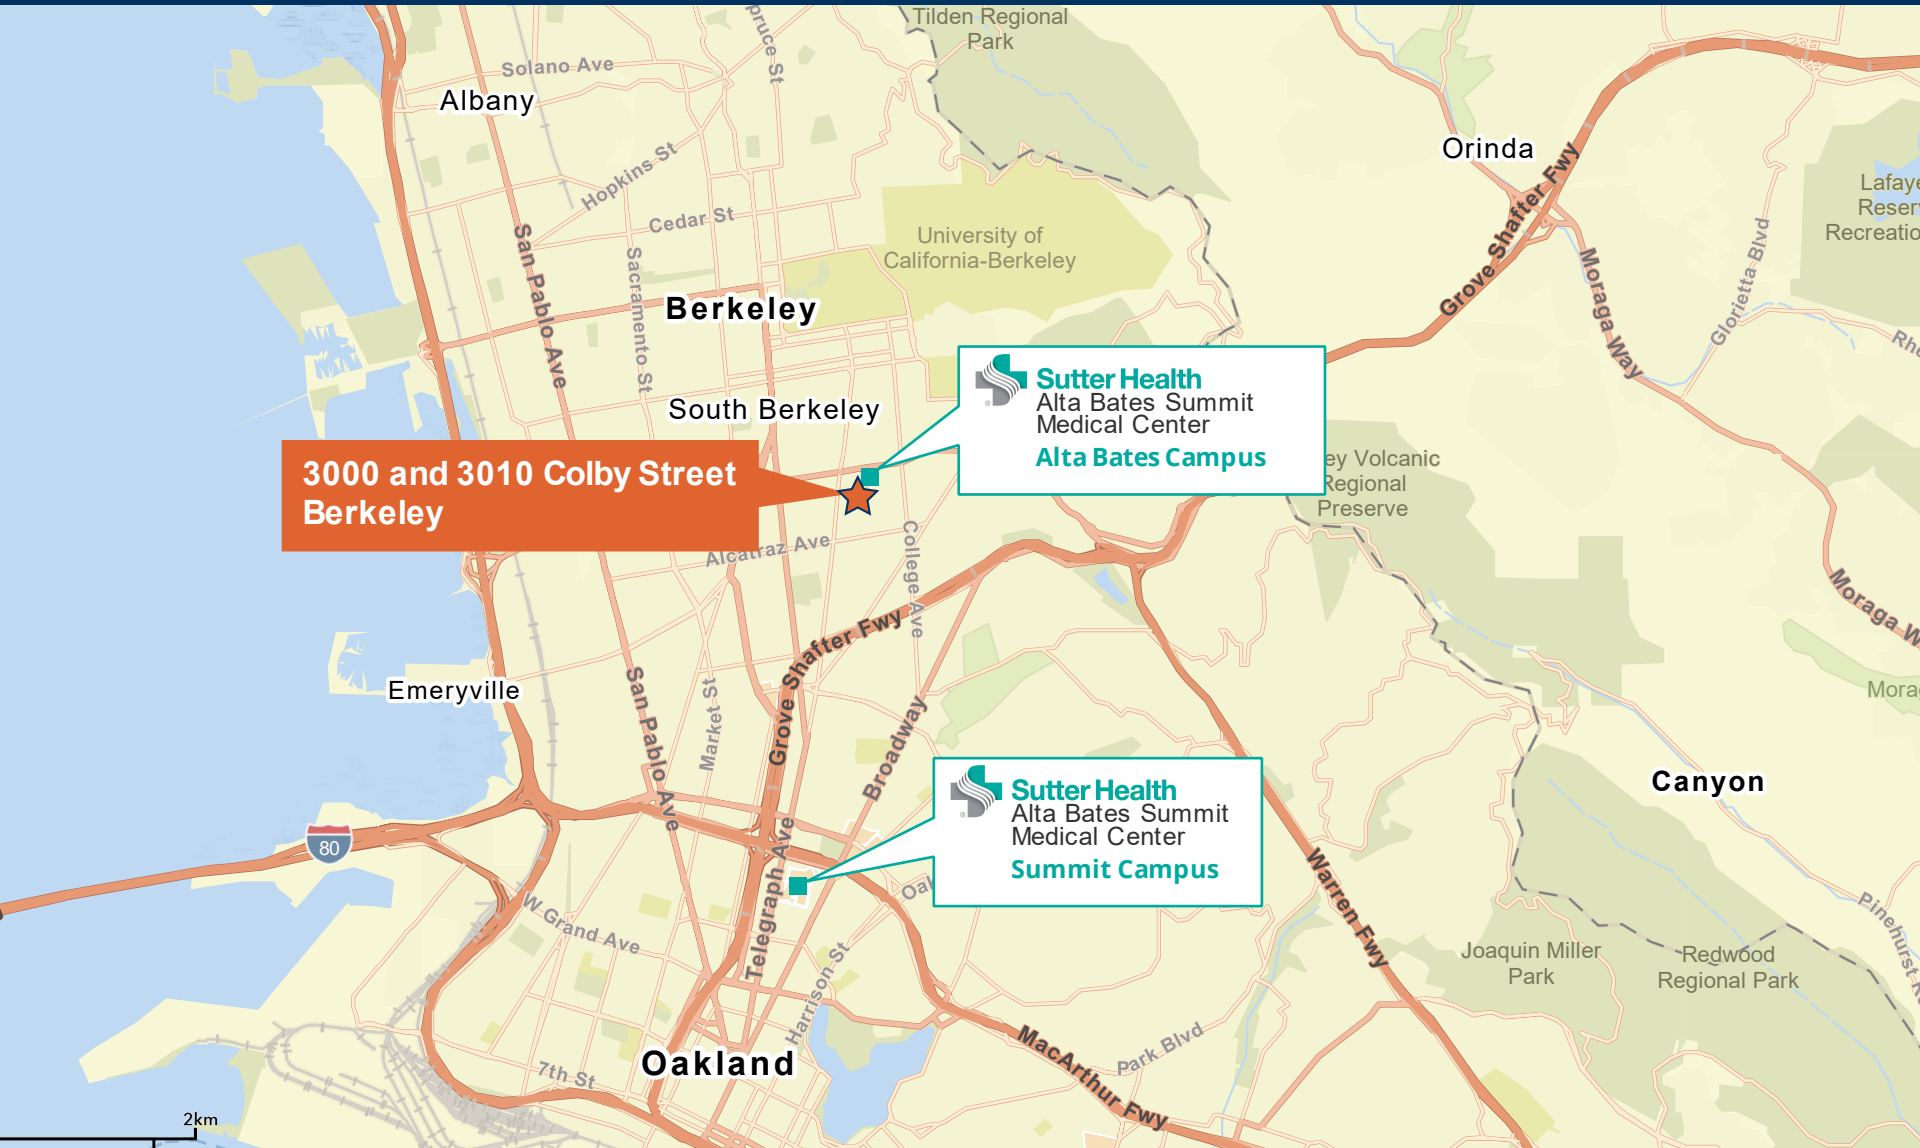 Tilden Regional
Park
Spruce St
Solano Ave
Albany
Orinda
Grove Shafter Fwy
Hopkins St
Cedar St
San Pablo Ave
Sacramento St
University of
California-Berkeley
Moraga Way
Glorietta Blvd
Berkeley
South Berkeley
Sutter Health
Alta Bates Summit
Medical Center
Alta Bates Campus
3000 and 3010 Colby Street
Berkeley
ey Volcanic
Regional
Preserve
Alcatraz Ave
College Ave
Grove Shafter Fwy
Moraga W
Emeryville
San Pablo Ave
Market St
Broadway
Sutter Health
Alta Bates Summit
Medical Center
Summit Campus
Canyon
80
Telegraph Ave
Warren Fwy
W Grand Ave
Harrison St
Joaquin Miller
Park
Redwood
Regional Park
Oakland
7th St
MacArthur Fwy
Park Blvd
2km